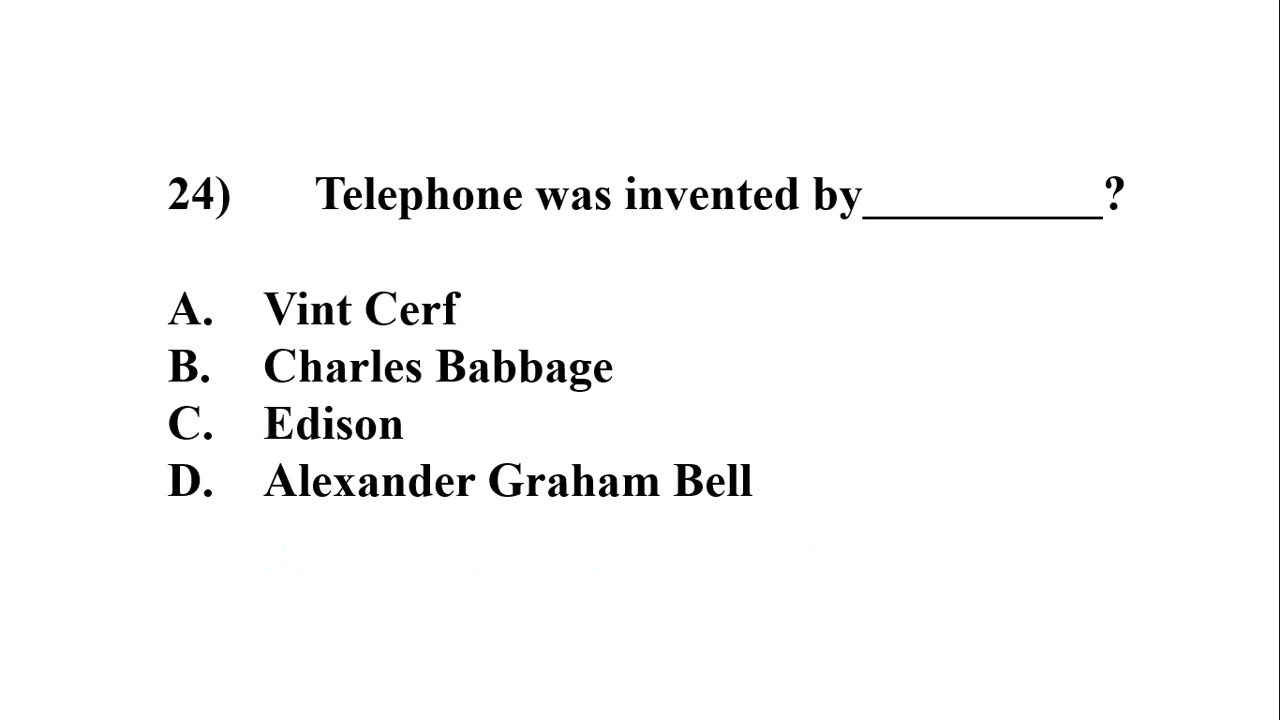 24) Telephone was invented by__________?
A. Vint Cerf
B. Charles Babbage
C. Edison
D. Alexander Graham Bell